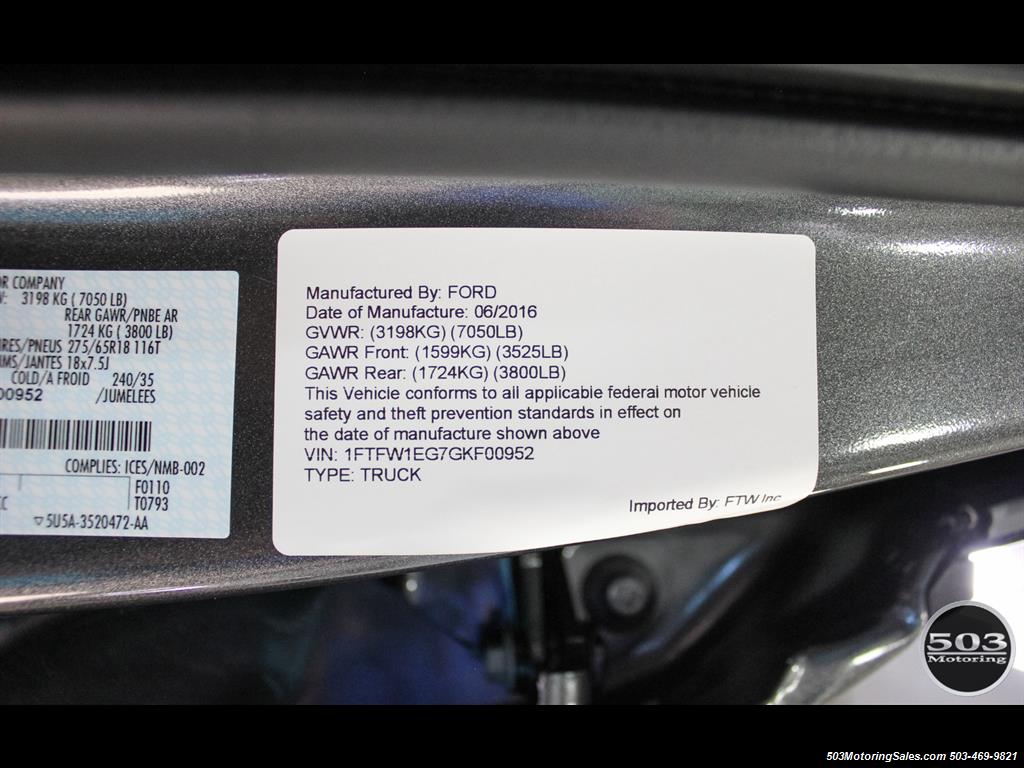 OR COMPANY
3198 KG ( 7050 LB)
REAR GAWR/PNBE AR
1724 KG ( 3800 LB)
RES/PNEUS 275/65R18 116T
MS/JANTES 18x7.5J
COLD/A FROID 240/35
00952 /JUMELEES
COMPLIES: ICES/NMB-002
F0110
T0793
▽5U5A-3520472-AA
Manufactured By: FORD
Date of Manufacture: 06/2016
GVWR: (3198KG) (7050LB)
GAWR Front: (1599KG) (3525LB)
GAWR Rear: (1724KG) (3800LB)
This Vehicle conforms to all applicable federal motor vehicle
safety and theft prevention standards in effect on
the date of manufacture shown above
VIN: 1FTFW1EG7GKF00952
TYPE: TRUCK
Imported By: FTW Inc
503
Motoring
503MotoringSales.com 503-469-9821